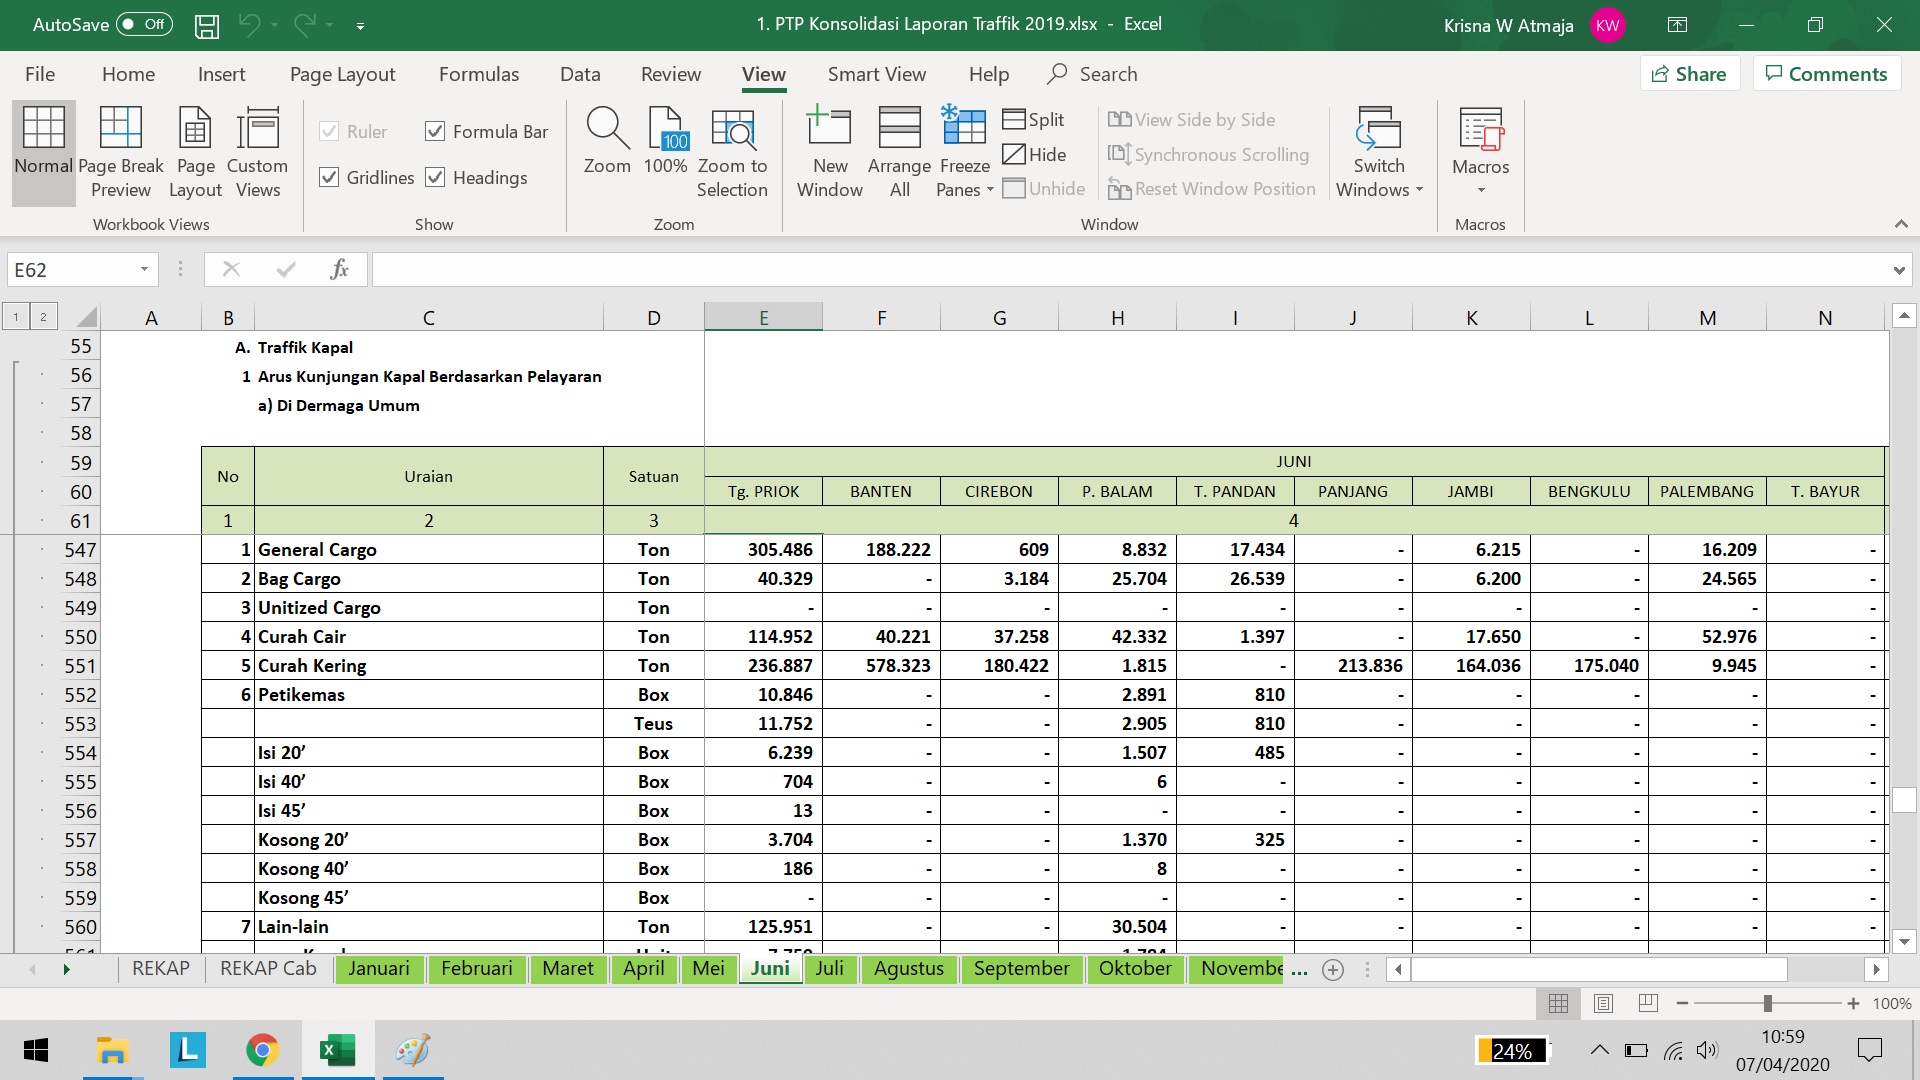 AutoSave Off 1. PTP Konsolidasi Laporan Traffik 2019.xlsx - Excel Krisna W Atmaja KW
File Home Insert Page Layout Formulas Data Review View Smart View Help Search Share Comments
Normal Page Break Preview Page Layout Custom Views
Workbook Views
Ruler Formula Bar
Gridlines Headings
Show
Zoom 100 100% Zoom to Selection
Zoom
New Window Arrange All Freeze Panes
Split
Hide
Unhide
View Side by Side
Synchronous Scrolling
Reset Window Position
Switch Windows
Window
Macros
Macros
E62 fx
1 2 A B C D E F G H I J K L M N
55 A. Traffik Kapal
56 1 Arus Kunjungan Kapal Berdasarkan Pelayaran
57 a) Di Dermaga Umum
58
59 No Uraian Satuan JUNI
60 Tg. PRIOK BANTEN CIREBON P. BALAM T. PANDAN PANJANG JAMBI BENGKULU PALEMBANG T. BAYUR
61 1 2 3 4
547 1 General Cargo Ton 305.486 188.222 609 8.832 17.434 - 6.215 - 16.209 -
548 2 Bag Cargo Ton 40.329 - 3.184 25.704 26.539 - 6.200 - 24.565 -
549 3 Unitized Cargo Ton - - - - - - - - - -
550 4 Curah Cair Ton 114.952 40.221 37.258 42.332 1.397 - 17.650 - 52.976 -
551 5 Curah Kering Ton 236.887 578.323 180.422 1.815 - 213.836 164.036 175.040 9.945 -
552 6 Petikemas Box 10.846 - - 2.891 810 - - - - -
553 Teus 11.752 - - 2.905 810 - - - - -
554 Isi 20’ Box 6.239 - - 1.507 485 - - - - -
555 Isi 40’ Box 704 - - 6 - - - - - -
556 Isi 45’ Box 13 - - - - - - - - -
557 Kosong 20’ Box 3.704 - - 1.370 325 - - - - -
558 Kosong 40’ Box 186 - - 8 - - - - - -
559 Kosong 45’ Box - - - - - - - - - -
560 7 Lain-lain Ton 125.951 - - 30.504 - - - - - -
REKAP REKAP Cab Januari Februari Maret April Mei Juni Juli Agustus September Oktober Novembe ...
100%
24% 10:59
07/04/2020